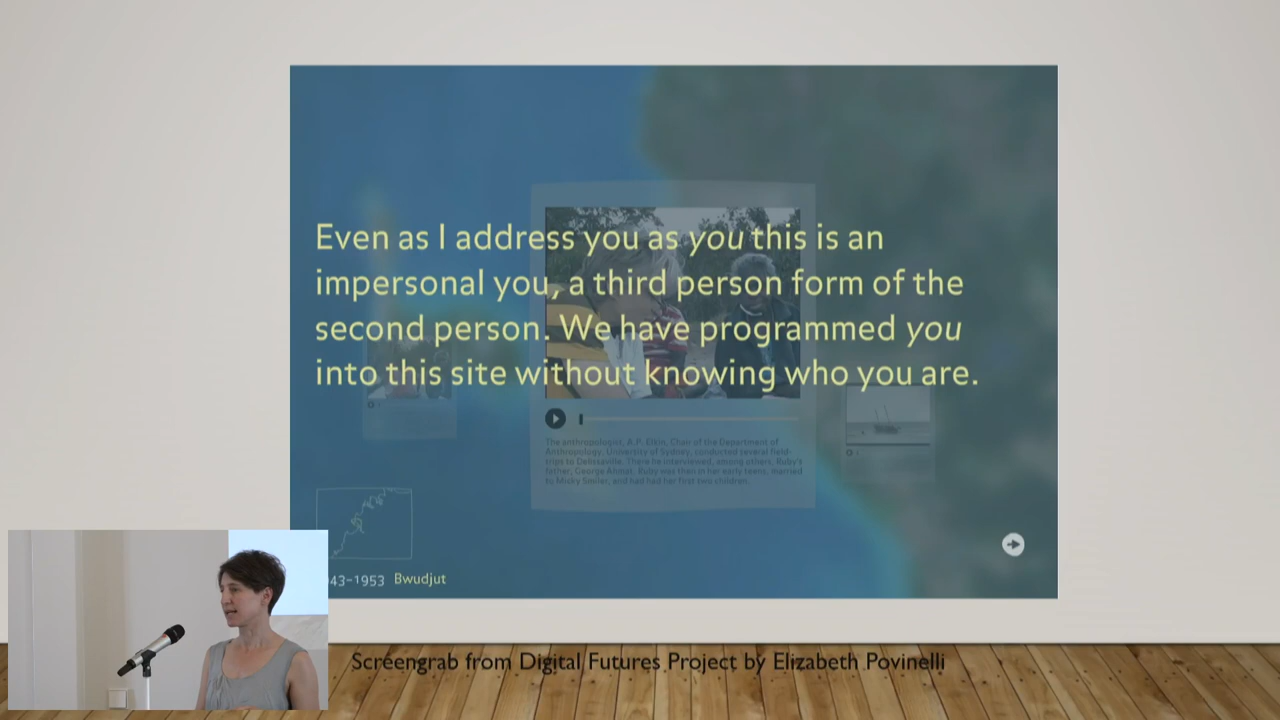 Even as I address you as you this is an
impersonal you, a third person form of the
second person. We have programmed you
into this site without knowing who you are.
The anthropologist, A.P. Elkin, Chair of the Department of
Anthropology, University of Sydney, conducted several field-
trips to Delissaville. There he interviewed, among others, Ruby's
father, George Ahmat. Ruby was then in her early teens, married
to Micky Smiler, and had had her first two children.
43–1953 Bwudjut
Screengrab from Digital Futures Project by Elizabeth Povinelli